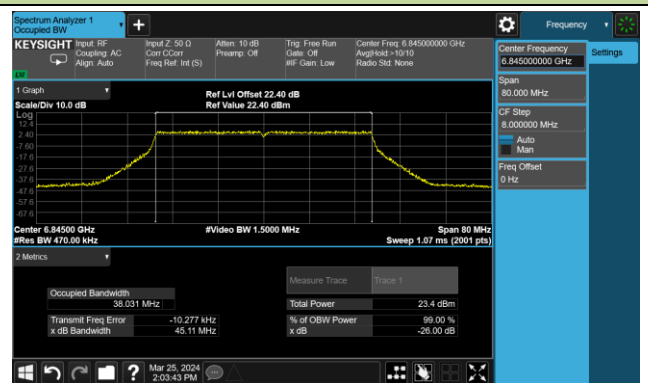 Spectrum Analyzer 1
Occupied BW
Frequency
KEYSIGHT
Input: RF
Coupling: AC
Align: Auto
Input Z: 50 Ω
Corr CCorr
Freq Ref: Int (S)
Atten: 10 dB
Preamp: Off
Trig: Free Run
Gate: Off
#IF Gain: Low
Center Freq: 6.845000000 GHz
Avg|Hold:>10/10
Radio Std: None
LW
Center Frequency
6.845000000 GHz
Settings
Span
80.000 MHz
CF Step
8.000000 MHz
Auto
Man
Freq Offset
0 Hz
1 Graph
Scale/Div 10.0 dB
Ref Lvl Offset 22.40 dB
Ref Value 22.40 dBm
Log
12.4
2.40
-7.60
-17.6
-27.6
-37.6
-47.6
-57.6
-67.6
Center 6.84500 GHz
#Video BW 1.5000 MHz
Span 80 MHz
#Res BW 470.00 kHz
Sweep 1.07 ms (2001 pts)
2 Metrics
Measure Trace
Trace 1
Occupied Bandwidth
38.031 MHz
Total Power
23.4 dBm
Transmit Freq Error
-10.277 kHz
% of OBW Power
99.00 %
x dB Bandwidth
45.11 MHz
x dB
-26.00 dB
Mar 25, 2024
2:03:43 PM